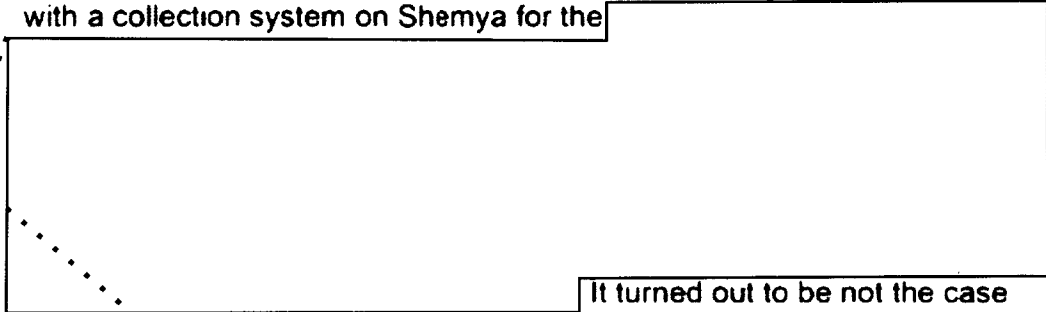 with a collection system on Shemya for the
It turned out to be not the case